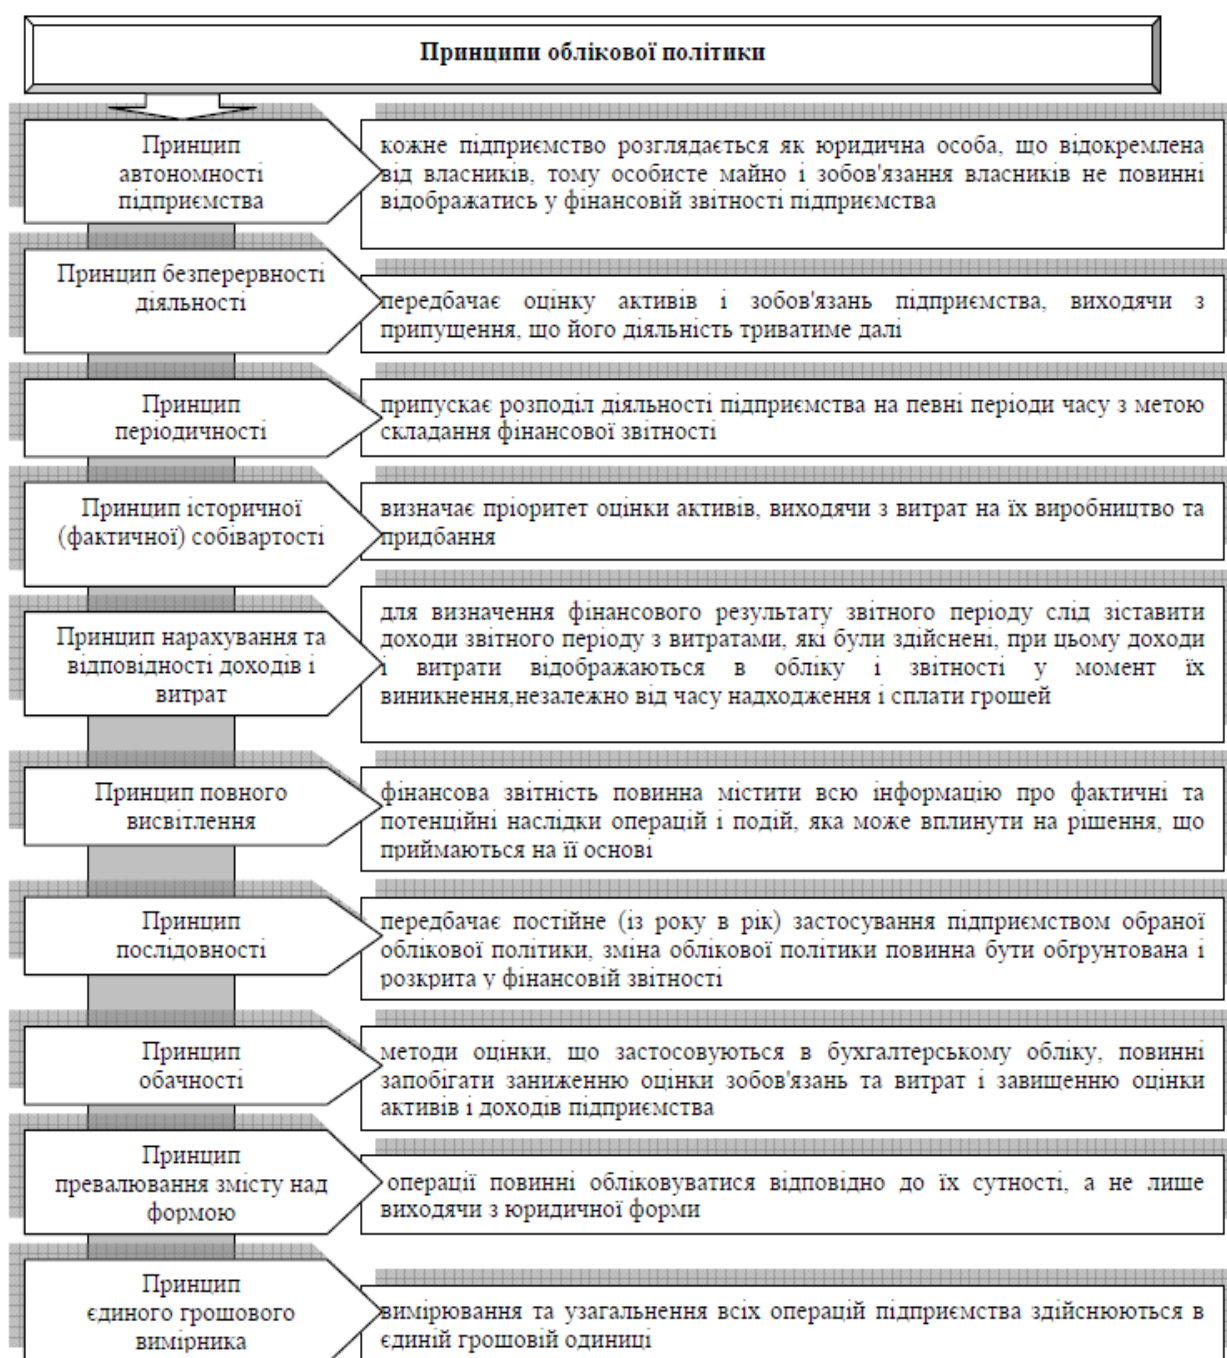 Принципи облікової політики
Принцип
автономності
підприємства
кожне підприємство розглядається як юридична особа, що відокремлена
від власників, тому особисте майно і зобов'язання власників не повинні
відображатись у фінансовій звітності підприємства
Принцип безперервності
діяльності
передбачає оцінку активів і зобов'язань підприємства, виходячи з
припущення, що його діяльність триватиме далі
Принцип
періодичності
припускає розподіл діяльності підприємства на певні періоди часу з метою
складання фінансової звітності
Принцип історичної
(фактичної) собівартості
визначає пріоритет оцінки активів, виходячи з витрат на їх виробництво та
придбання
Принцип нарахування та
відповідності доходів і
витрат
для визначення фінансового результату звітного періоду слід зіставити
доходи звітного періоду з витратами, які були здійснені, при цьому доходи
і витрати відображаються в обліку і звітності у момент їх
виникнення,незалежно від часу надходження і сплати грошей
Принцип повного
висвітлення
фінансова звітність повинна містити всю інформацію про фактичні та
потенційні наслідки операцій і подій, яка може вплинути на рішення, що
приймаються на її основі
Принцип
послідовності
передбачає постійне (із року в рік) застосування підприємством обраної
облікової політики, зміна облікової політики повинна бути обґрунтована і
розкрита у фінансовій звітності
Принцип
обачності
методи оцінки, що застосовуються в бухгалтерському обліку, повинні
запобігати заниженню оцінки зобов'язань та витрат і завищенню оцінки
активів і доходів підприємства
Принцип
превалювання змісту над
формою
операції повинні обліковуватися відповідно до їх сутності, а не лише
виходячи з юридичної форми
Принцип
єдиного грошового
вимірника
вимірювання та узагальнення всіх операцій підприємства здійснюються в
єдиній грошовій одиниці